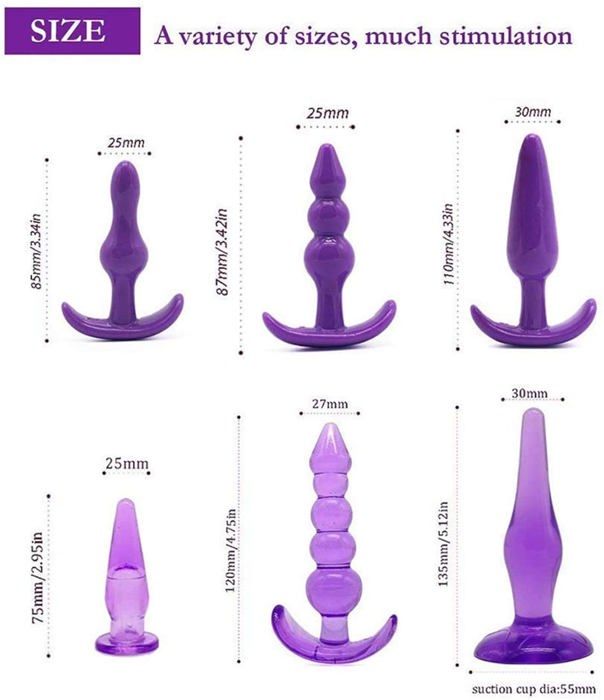 SIZE
A variety of sizes, much stimulation
25mm
85mm/3.34in
25mm
87mm/3.42in
30mm
110mm/4.33in
25mm
75mm/2.95in
27mm
120mm/4.75in
30mm
135mm/5.12in
suction cup dia:55mm